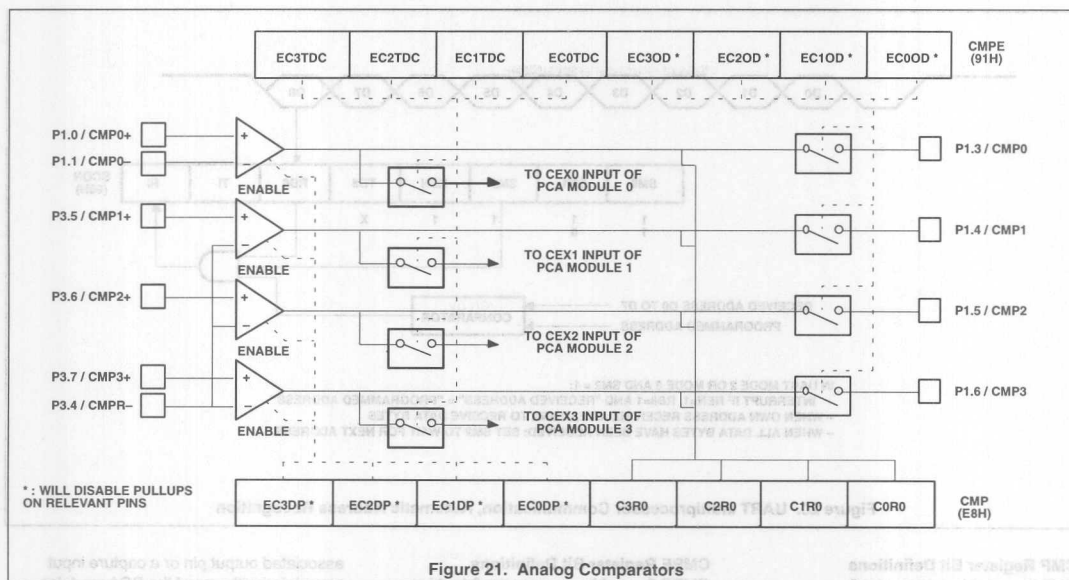 EC3TDC EC2TDC EC1TDC EC0TDC EC3OD * EC2OD * EC1OD * EC0OD *
CMPE
(91H)
P1.0 / CMP0+
P1.1 / CMP0–
+
–
ENABLE
TO CEX0 INPUT OF
PCA MODULE 0
P1.3 / CMP0
P3.5 / CMP1+
+
–
ENABLE
TO CEX1 INPUT OF
PCA MODULE 1
P1.4 / CMP1
P3.6 / CMP2+
+
–
ENABLE
TO CEX2 INPUT OF
PCA MODULE 2
P1.5 / CMP2
P3.7 / CMP3+
P3.4 / CMPR–
+
–
ENABLE
TO CEX3 INPUT OF
PCA MODULE 3
P1.6 / CMP3
* : WILL DISABLE PULLUPS
ON RELEVANT PINS
EC3DP * EC2DP * EC1DP * EC0DP * C3R0 C2R0 C1R0 C0R0
CMP
(E8H)
Figure 21. Analog Comparators